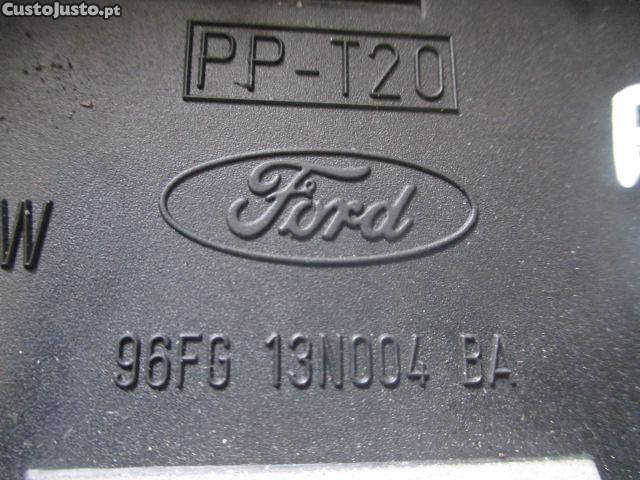 CustoJusto.pt
PP-T20
Ford
W
96FG 13N004 BA